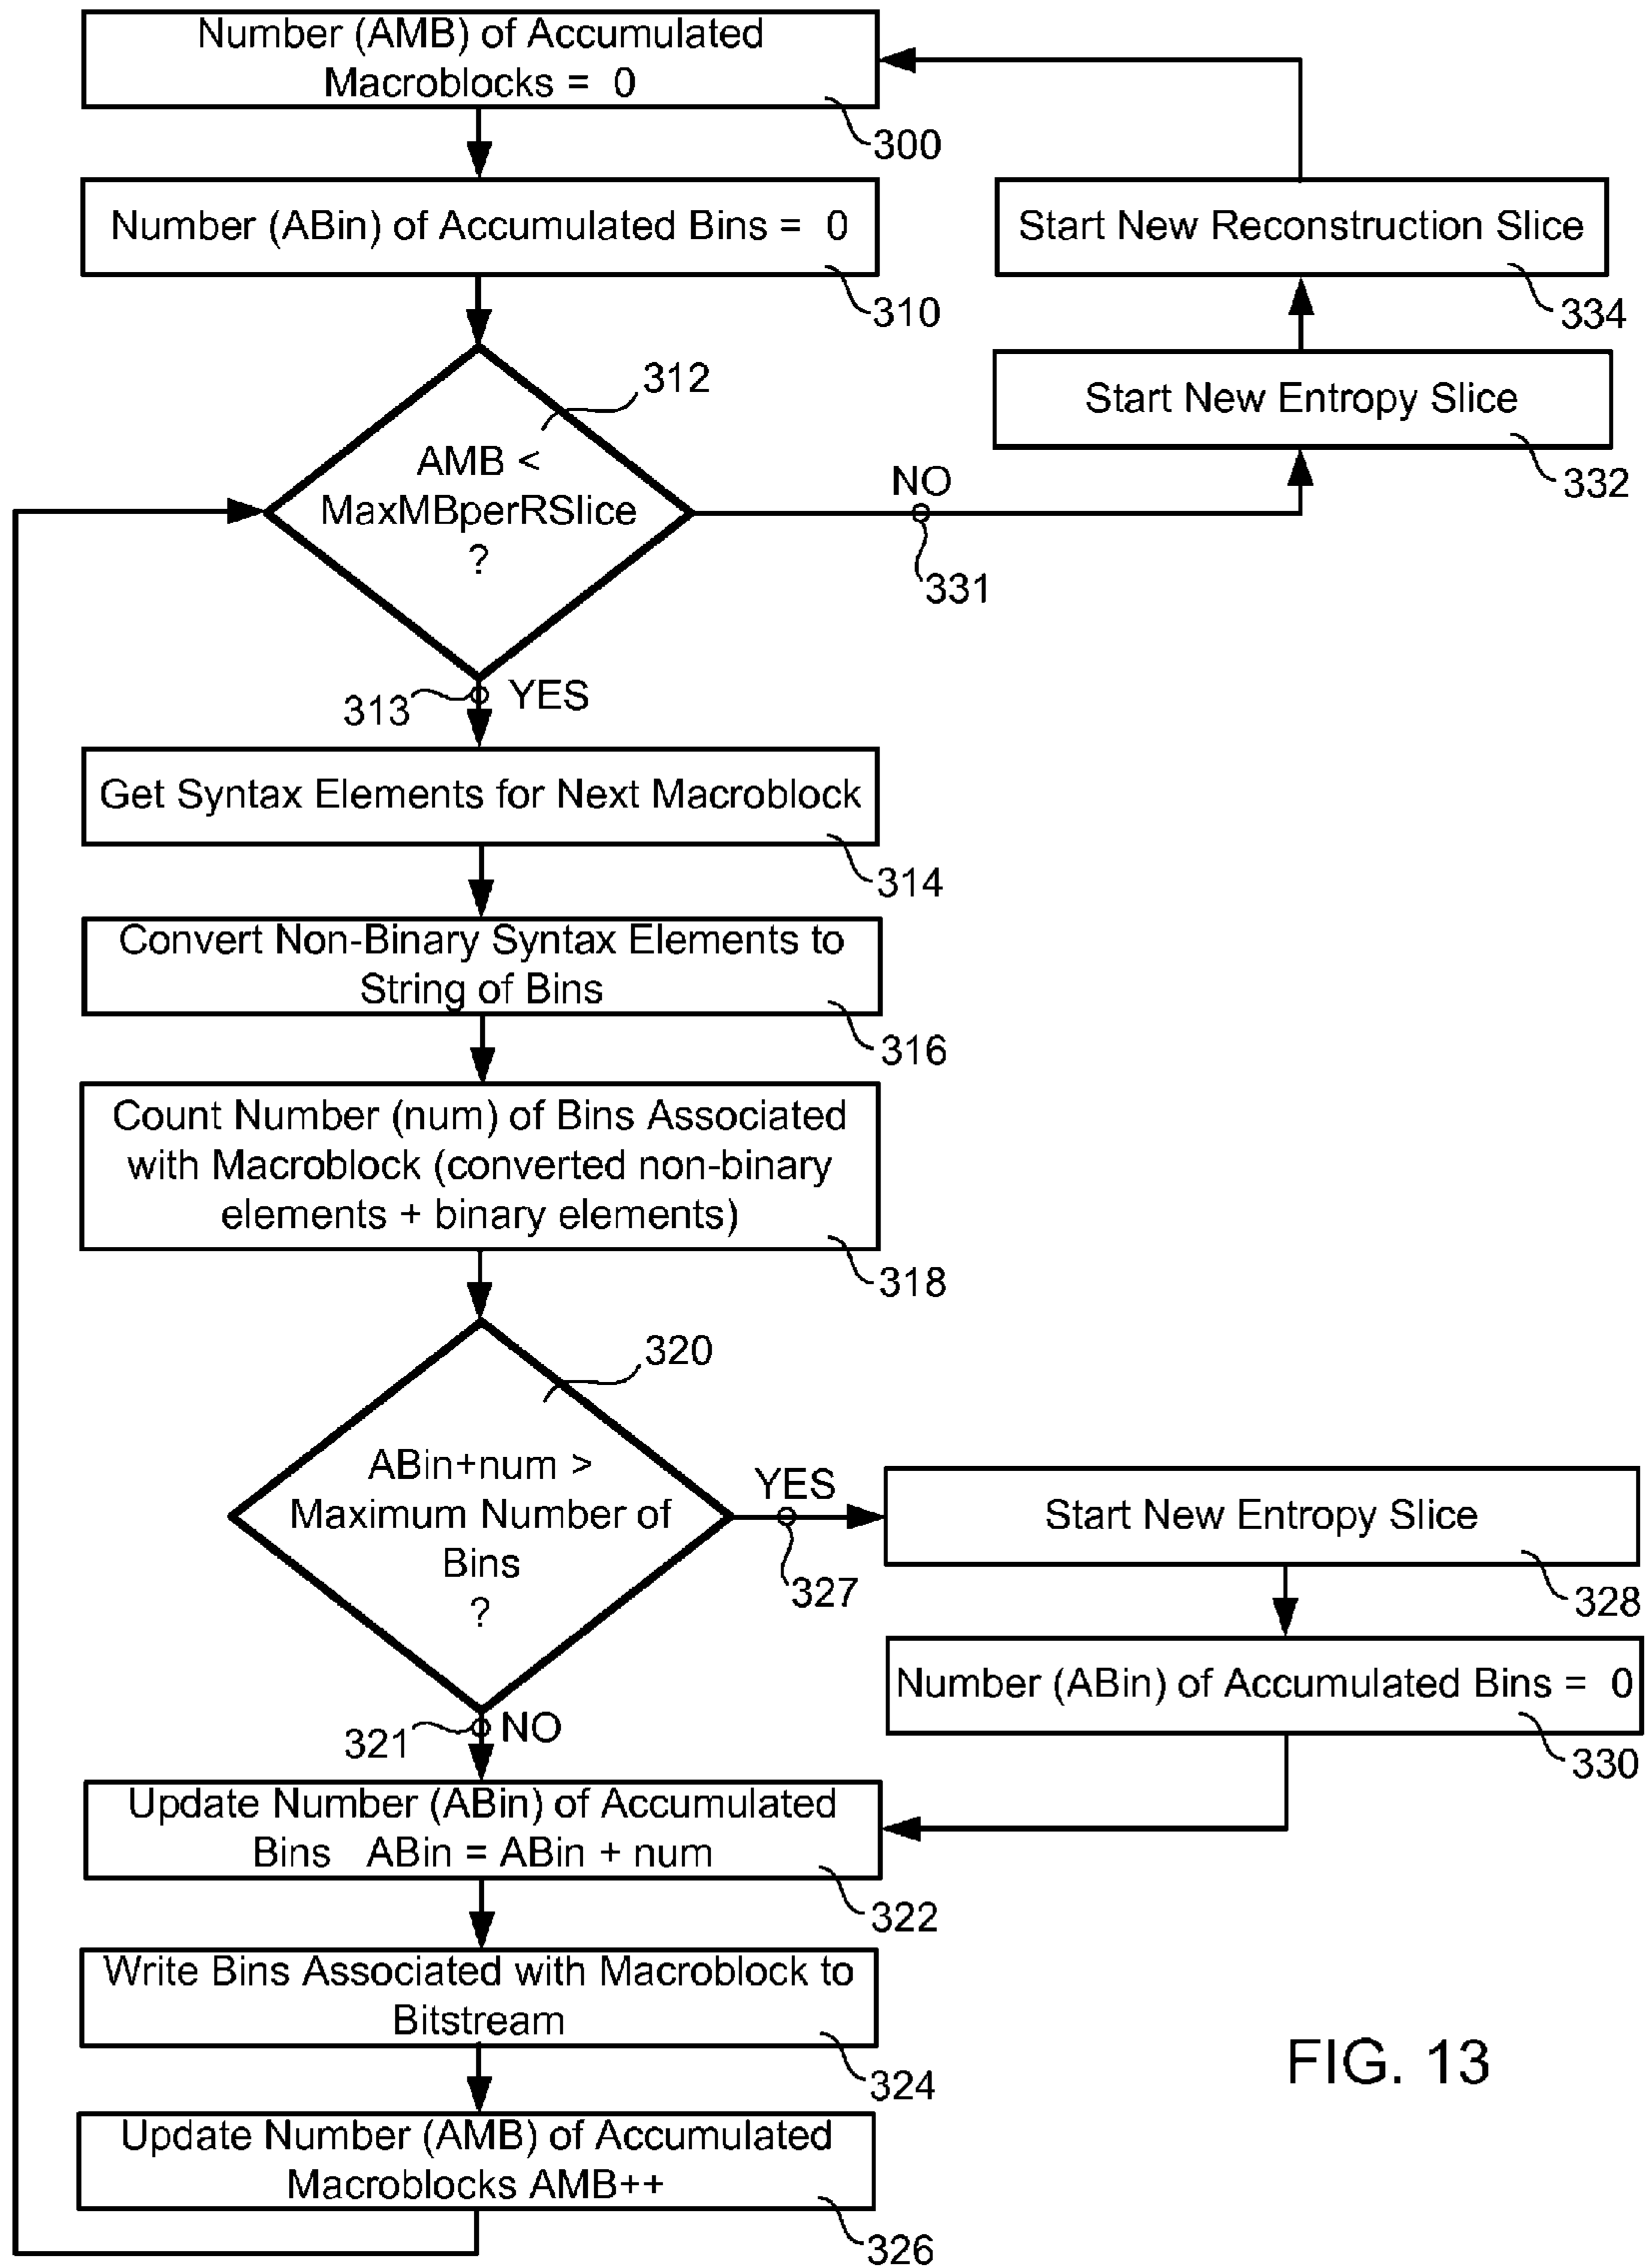 Number (AMB) of Accumulated
Macroblocks = 0
300
Number (ABin) of Accumulated Bins = 0
310
Start New Reconstruction Slice
334
Start New Entropy Slice
332
312
AMB <
MaxMBperRSlice
?
NO
331
313
YES
Get Syntax Elements for Next Macroblock
314
Convert Non-Binary Syntax Elements to
String of Bins
316
Count Number (num) of Bins Associated
with Macroblock (converted non-binary
elements + binary elements)
318
320
ABin+num >
Maximum Number of
Bins
?
YES
327
Start New Entropy Slice
328
Number (ABin) of Accumulated Bins = 0
330
321
NO
Update Number (ABin) of Accumulated
Bins ABin = ABin + num
322
Write Bins Associated with Macroblock to
Bitstream
324
Update Number (AMB) of Accumulated
Macroblocks AMB++
326
FIG. 13